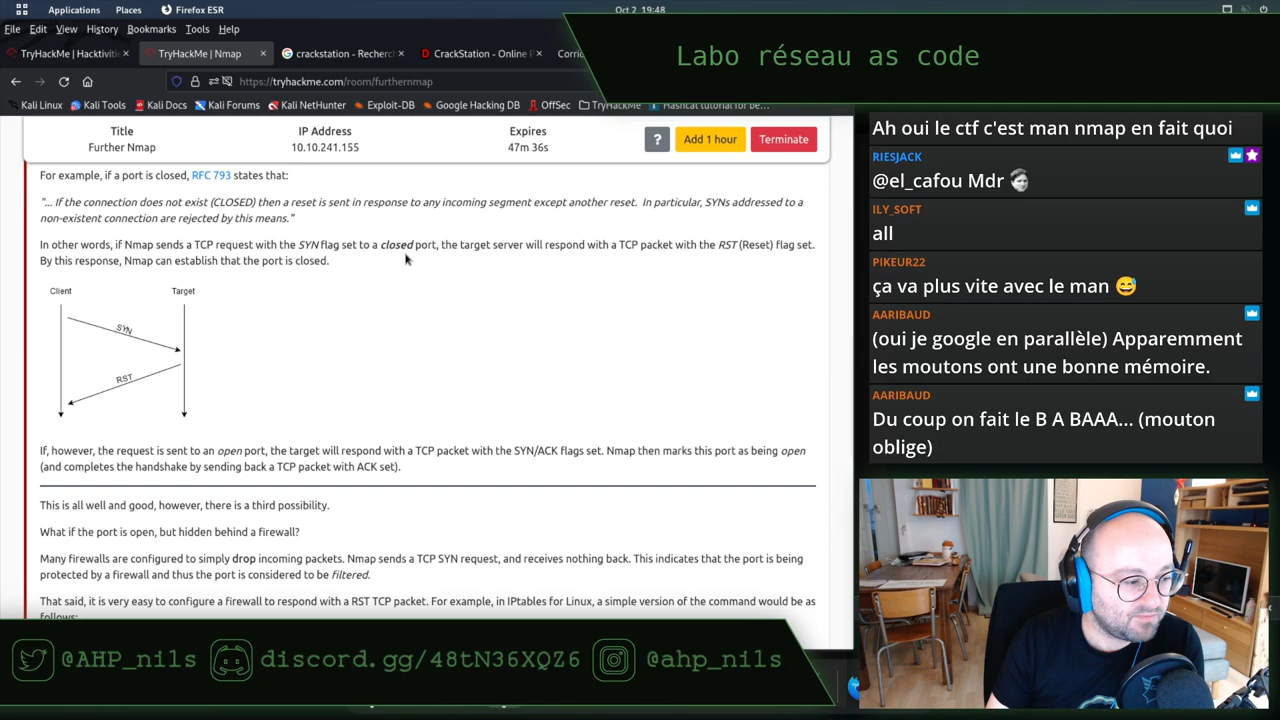 Applications Places Firefox ESR
Oct 2, 19:48
File Edit View History Bookmarks Tools Help
TryHackMe | Hacktiviti
TryHackMe | Nmap
crackstation - Recherc
CrackStation - Online P
Corrid
https://tryhackme.com/room/furthernmap
Kali Linux Kali Tools Kali Docs Kali Forums Kali NetHunter Exploit-DB Google Hacking DB OffSec TryHackMe Hashcat tutorial for be...
Labo réseau as code
Title IP Address Expires
Further Nmap 10.10.241.155 47m 36s
? Add 1 hour Terminate
For example, if a port is closed, RFC 793 states that:
"... If the connection does not exist (CLOSED) then a reset is sent in response to any incoming segment except another reset. In particular, SYNs addressed to a
non-existent connection are rejected by this means."
In other words, if Nmap sends a TCP request with the SYN flag set to a closed port, the target server will respond with a TCP packet with the RST (Reset) flag set.
By this response, Nmap can establish that the port is closed.
Client Target
SYN
RST
If, however, the request is sent to an open port, the target will respond with a TCP packet with the SYN/ACK flags set. Nmap then marks this port as being open
(and completes the handshake by sending back a TCP packet with ACK set).
This is all well and good, however, there is a third possibility.
What if the port is open, but hidden behind a firewall?
Many firewalls are configured to simply drop incoming packets. Nmap sends a TCP SYN request, and receives nothing back. This indicates that the port is being
protected by a firewall and thus the port is considered to be filtered.
That said, it is very easy to configure a firewall to respond with a RST TCP packet. For example, in IPtables for Linux, a simple version of the command would be as
follows:
Ah oui le ctf c'est man nmap en fait quoi
RIESJACK
@el_cafou Mdr
ILY_SOFT
all
PIKEUR22
ça va plus vite avec le man 😅
AARIBAUD
(oui je google en parallèle) Apparemment
les moutons ont une bonne mémoire.
AARIBAUD
Du coup on fait le B A BAAA... (mouton
oblige)
@AHP_nils discord.gg/48tN36XQZ6 @ahp_nils